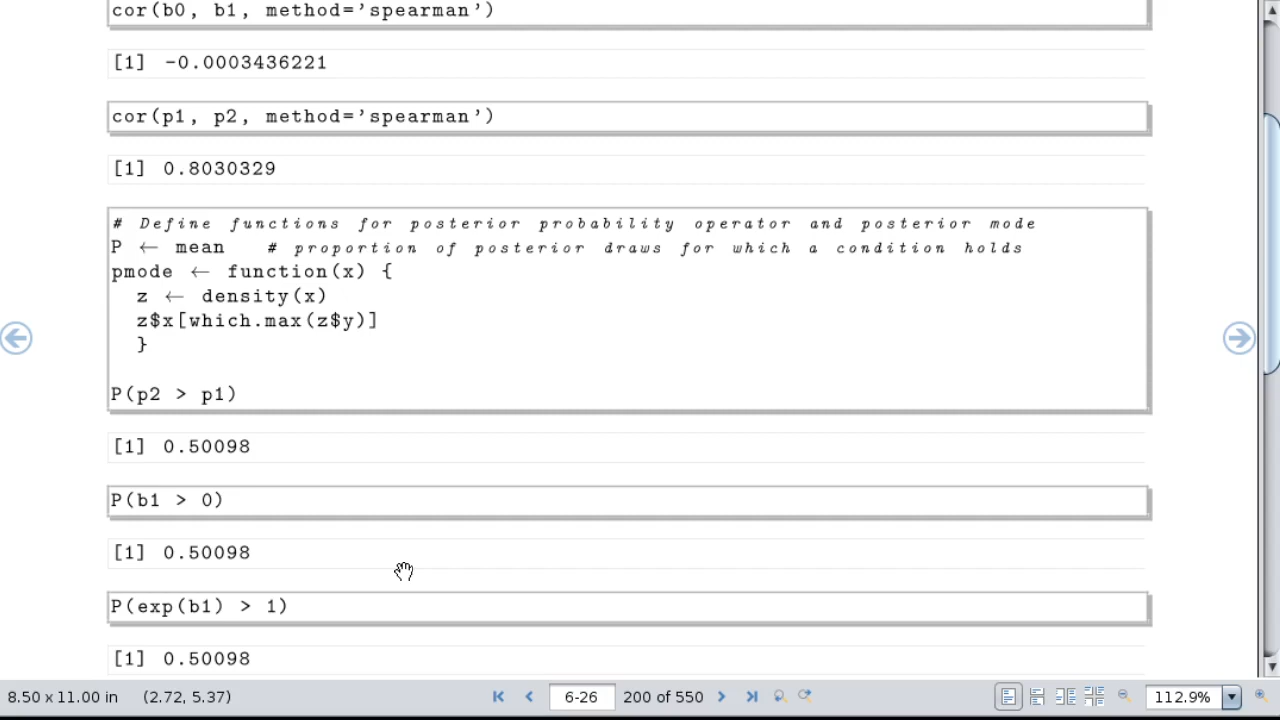 cor(b0, b1, method='spearman')
[1] -0.0003436221
cor(p1, p2, method='spearman')
[1] 0.8030329
# Define functions for posterior probability operator and posterior mode
P ← mean # proportion of posterior draws for which a condition holds
pmode ← function(x) {
z ← density(x)
z$x[which.max(z$y)]
}
P(p2 > p1)
[1] 0.50098
P(b1 > 0)
[1] 0.50098
P(exp(b1) > 1)
[1] 0.50098
8.50 x 11.00 in (2.72, 5.37) 6-26 200 of 550 112.9%